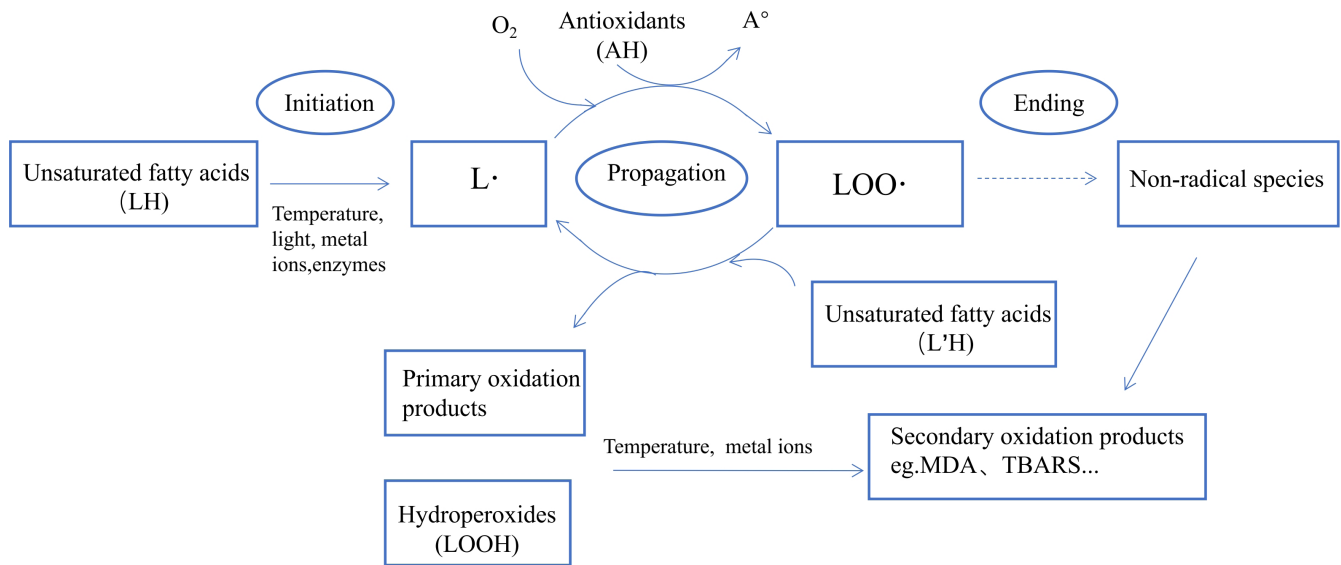 O₂
Antioxidants
(AH)
A°
Initiation
Ending
Unsaturated fatty acids
(LH)
Temperature,
light, metal
ions,enzymes
L·
Propagation
LOO·
Non-radical species
Unsaturated fatty acids
(L’H)
Primary oxidation
products
Temperature, metal ions
Secondary oxidation products
eg.MDA、TBARS...
Hydroperoxides
(LOOH)